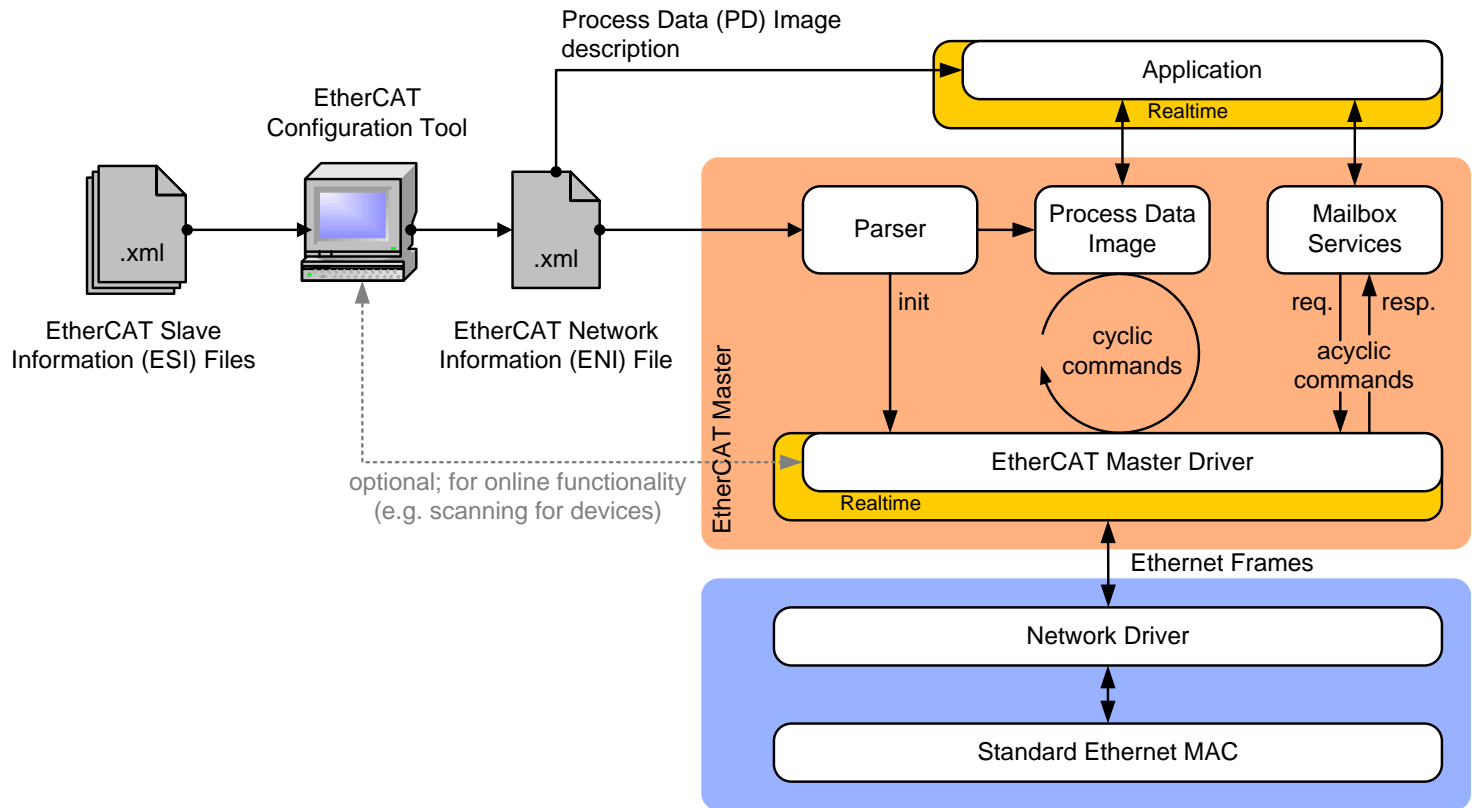 Process Data (PD) Image
description
Application
Realtime
EtherCAT
Configuration Tool
.xml
.xml
Parser
Process Data
Image
Mailbox
Services
EtherCAT Slave
Information (ESI) Files
EtherCAT Network
Information (ENI) File
init
cyclic
commands
req.
resp.
acyclic
commands
EtherCAT Master
EtherCAT Master Driver
Realtime
optional; for online functionality
(e.g. scanning for devices)
Ethernet Frames
Network Driver
Standard Ethernet MAC